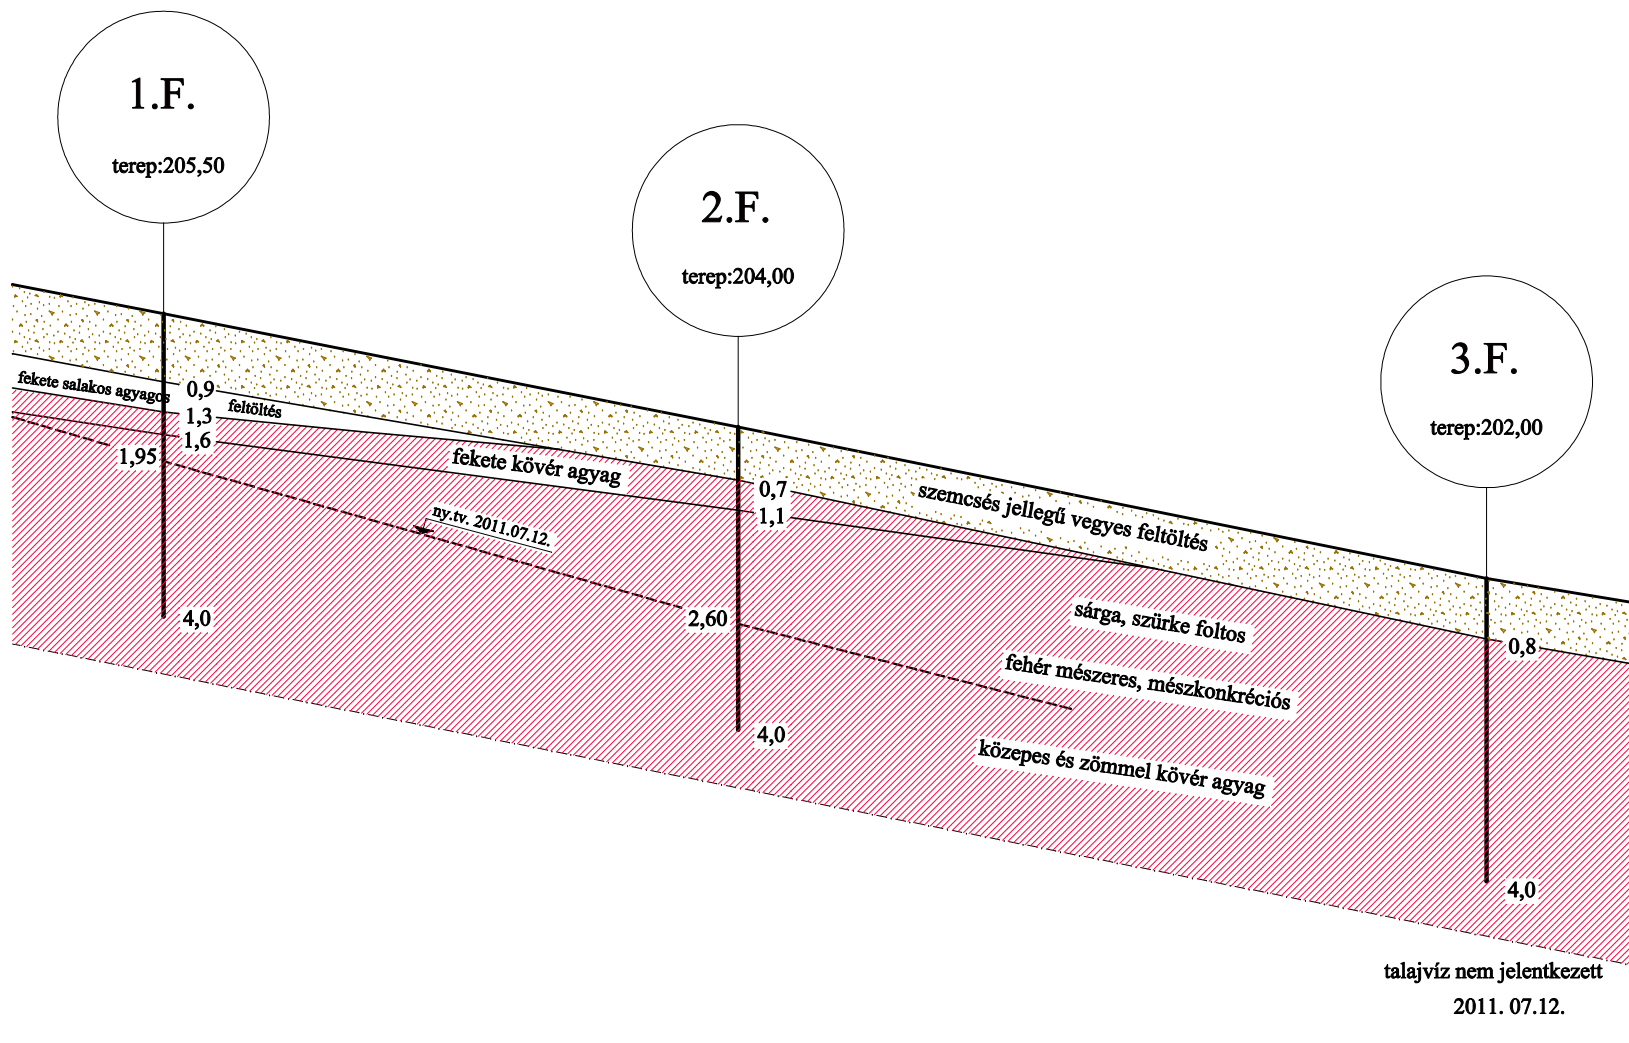 1.F.
terep:205,50
2.F.
terep:204,00
3.F.
terep:202,00
fekete salakos agyagos
feltöltés
0,9
1,3
1,6
1,95
4,0
fekete kövér agyag
ny.tv. 2011.07.12.
0,7
1,1
2,60
4,0
szemcsés jellegű vegyes feltöltés
sárga, szürke foltos
fehér mészeres, mészkonkréciós
közepes és zömmel kövér agyag
0,8
4,0
talajvíz nem jelentkezett
2011. 07.12.